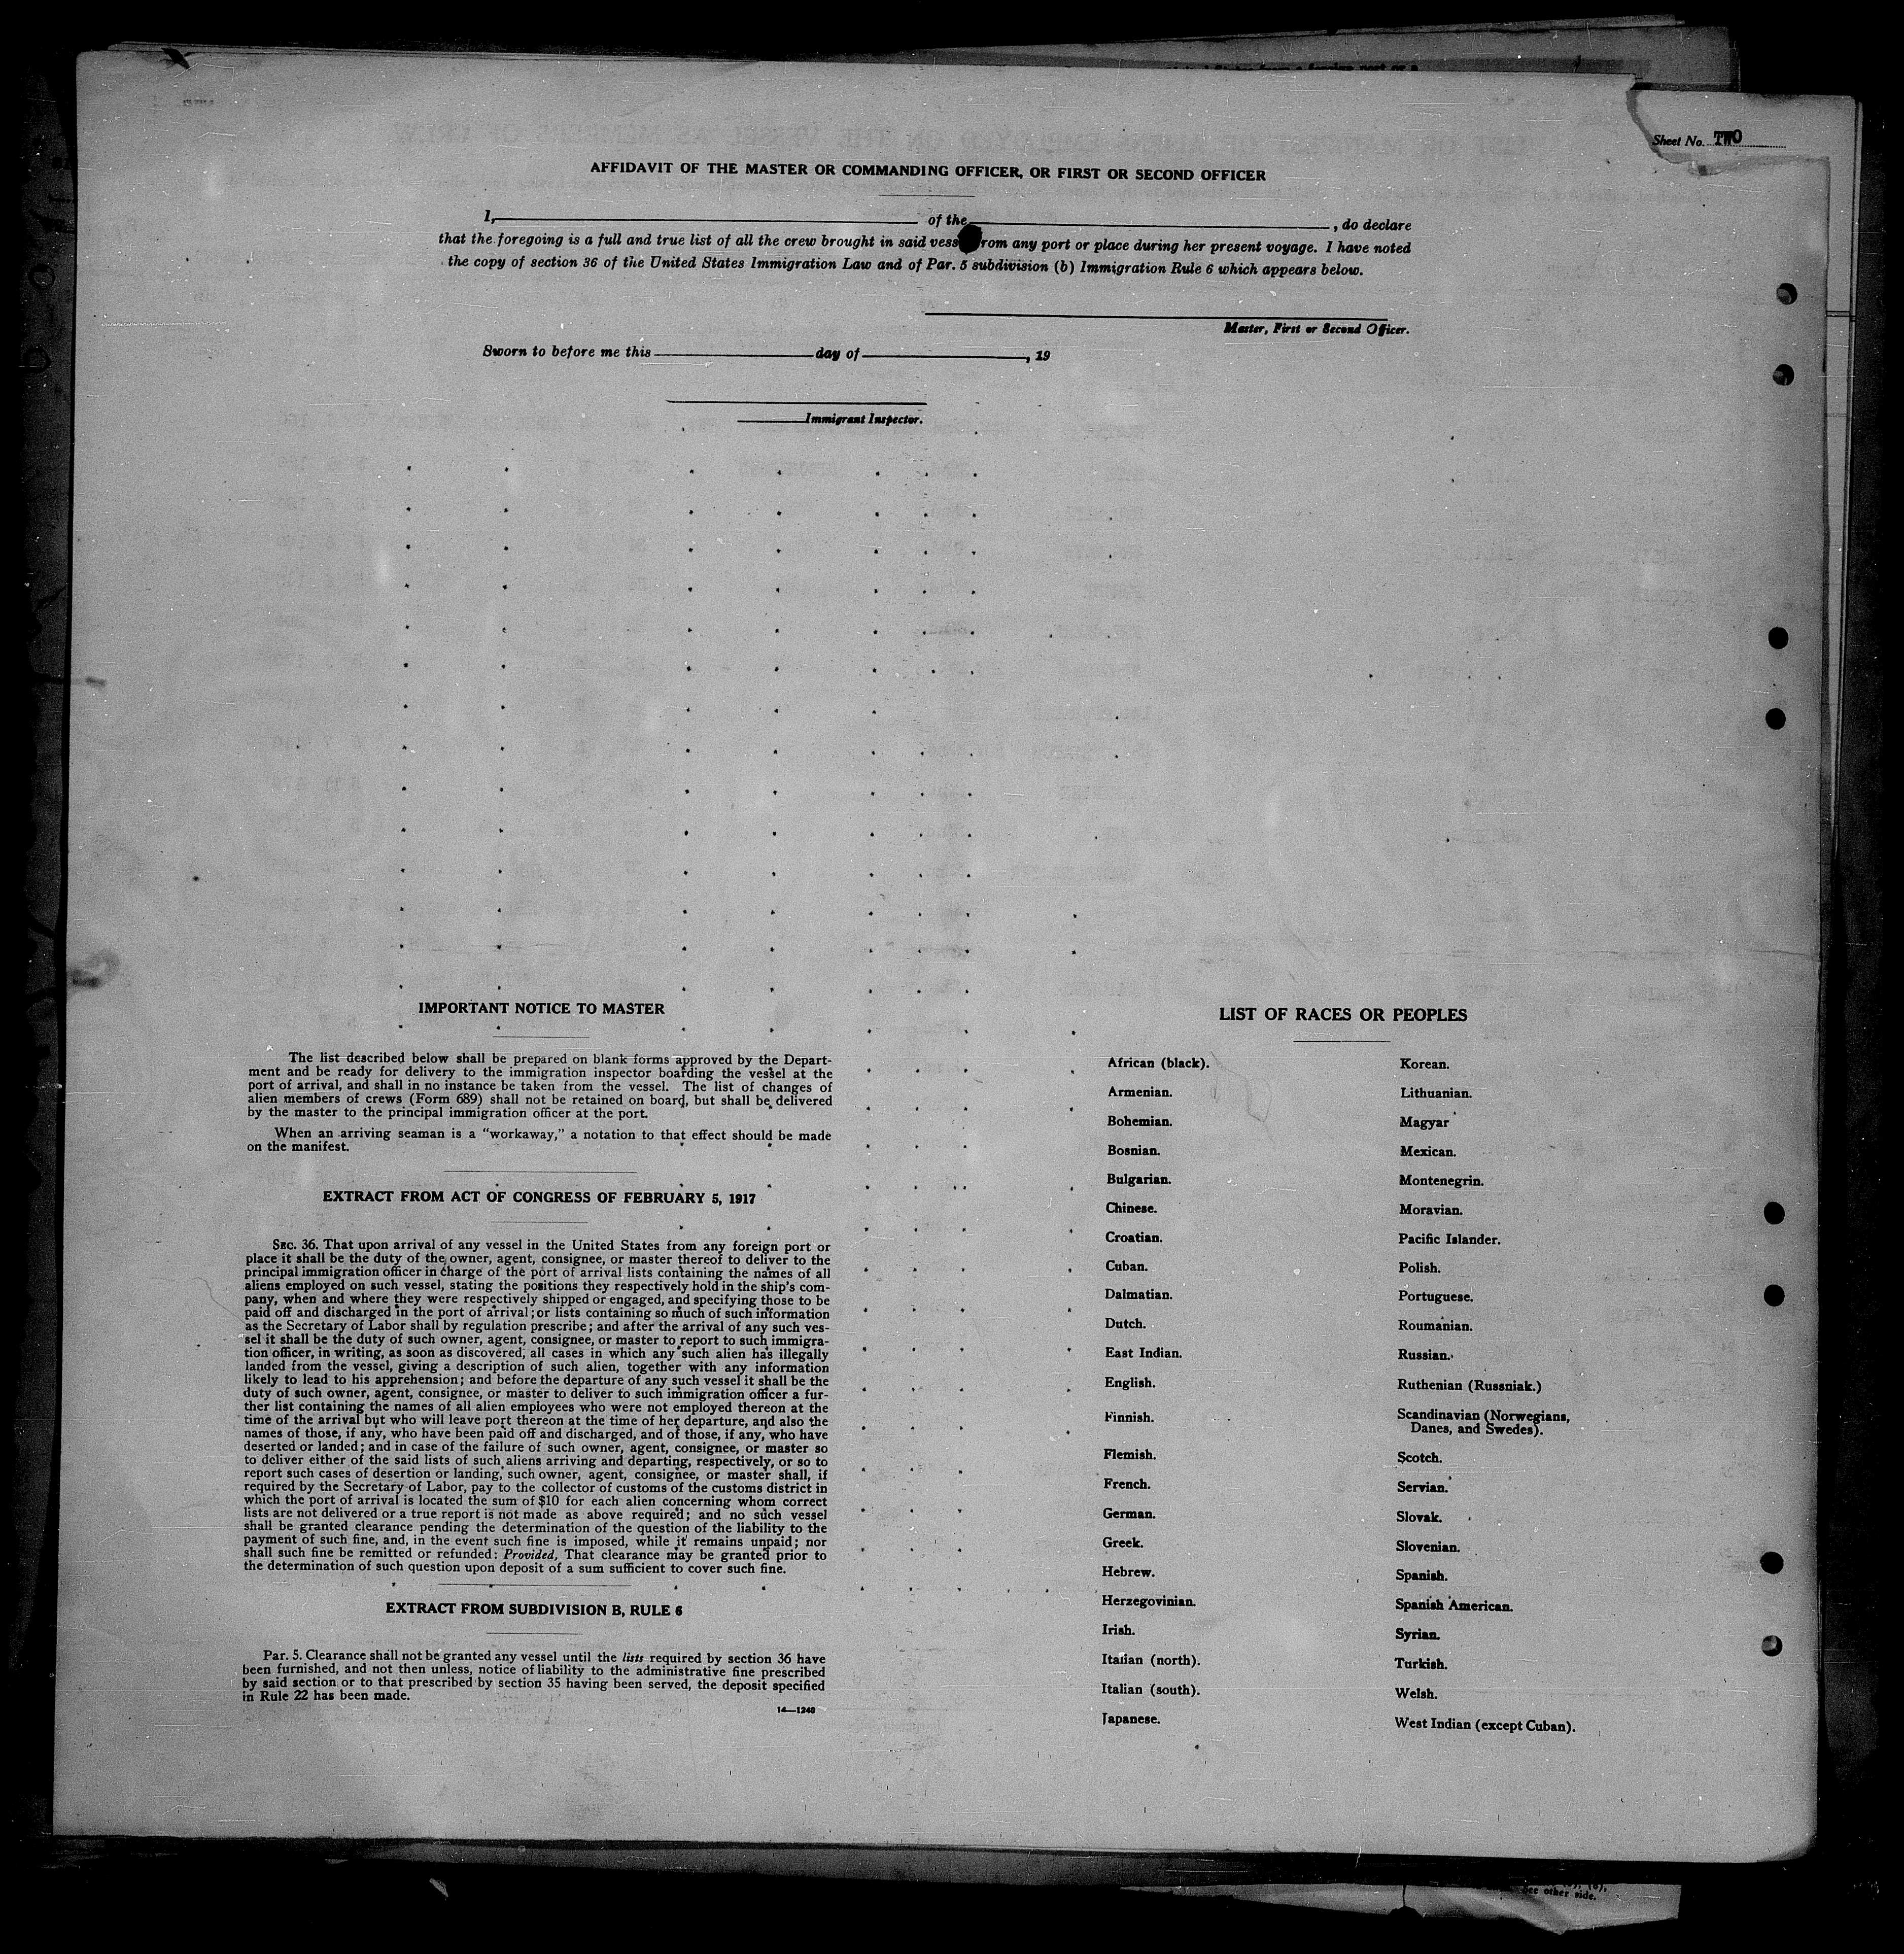 Sheet No. TWO
AFFIDAVIT OF THE MASTER OR COMMANDING OFFICER, OR FIRST OR SECOND OFFICER
I, of the , do declare
that the foregoing is a full and true list of all the crew brought in said vess rom any port or place during her present voyage. I have noted
the copy of section 36 of the United States Immigration Law and of Par. 5 subdivision (b) Immigration Rule 6 which appears below.
Master, First or Second Officer.
Sworn to before me this day of , 19
Immigrant Inspector.
IMPORTANT NOTICE TO MASTER
The list described below shall be prepared on blank forms approved by the Depart-
ment and be ready for delivery to the immigration inspector boarding the vessel at the
port of arrival, and shall in no instance be taken from the vessel. The list of changes of
alien members of crews (Form 689) shall not be retained on board, but shall be delivered
by the master to the principal immigration officer at the port.
When an arriving seaman is a "workaway," a notation to that effect should be made
on the manifest.
EXTRACT FROM ACT OF CONGRESS OF FEBRUARY 5, 1917
SEC. 36. That upon arrival of any vessel in the United States from any foreign port or
place it shall be the duty of the owner, agent, consignee, or master thereof to deliver to the
principal immigration officer in charge of the port of arrival lists containing the names of all
aliens employed on such vessel, stating the positions they respectively hold in the ship's com-
pany, when and where they were respectively shipped or engaged, and specifying those to be
paid off and discharged in the port of arrival; or lists containing so much of such information
as the Secretary of Labor shall by regulation prescribe; and after the arrival of any such ves-
sel it shall be the duty of such owner, agent, consignee, or master to report to such immigra-
tion officer, in writing, as soon as discovered, all cases in which any such alien has illegally
landed from the vessel, giving a description of such alien, together with any information
likely to lead to his apprehension; and before the departure of any such vessel it shall be the
duty of such owner, agent, consignee, or master to deliver to such immigration officer a fur-
ther list containing the names of all alien employees who were not employed thereon at the
time of the arrival but who will leave port thereon at the time of her departure, and also the
names of those, if any, who have been paid off and discharged, and of those, if any, who have
deserted or landed; and in case of the failure of such owner, agent, consignee, or master so
to deliver either of the said lists of such aliens arriving and departing, respectively, or so to
report such cases of desertion or landing, such owner, agent, consignee, or master shall, if
required by the Secretary of Labor, pay to the collector of customs of the customs district in
which the port of arrival is located the sum of $10 for each alien concerning whom correct
lists are not delivered or a true report is not made as above required; and no such vessel
shall be granted clearance pending the determination of the question of the liability to the
payment of such fine, and, in the event such fine is imposed, while it remains unpaid; nor
shall such fine be remitted or refunded: Provided, That clearance may be granted prior to
the determination of such question upon deposit of a sum sufficient to cover such fine.
EXTRACT FROM SUBDIVISION B, RULE 6
Par. 5. Clearance shall not be granted any vessel until the lists required by section 36 have
been furnished, and not then unless, notice of liability to the administrative fine prescribed
by said section or to that prescribed by section 35 having been served, the deposit specified
in Rule 22 has been made.
14—1240
LIST OF RACES OR PEOPLES
African (black).
Armenian.
Bohemian.
Bosnian.
Bulgarian.
Chinese.
Croatian.
Cuban.
Dalmatian.
Dutch.
East Indian.
English.
Finnish.
Flemish.
French.
German.
Greek.
Hebrew.
Herzegovinian.
Irish.
Italian (north).
Italian (south).
Japanese.
Korean.
Lithuanian.
Magyar
Mexican.
Montenegrin.
Moravian.
Pacific Islander.
Polish.
Portuguese.
Roumanian.
Russian.
Ruthenian (Russniak.)
Scandinavian (Norwegians,
Danes, and Swedes).
Scotch.
Servian.
Slovak.
Slovenian.
Spanish.
Spanish American.
Syrian.
Turkish.
Welsh.
West Indian (except Cuban).
See other side.